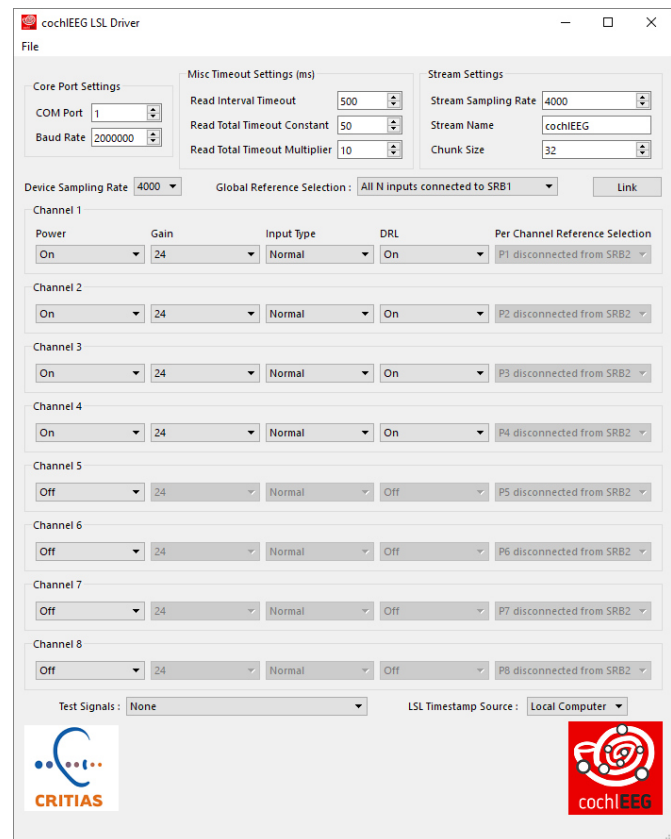 cochlEEG LSL Driver
File
Core Port Settings
COM Port 1
Baud Rate 2000000
Misc Timeout Settings (ms)
Read Interval Timeout 500
Read Total Timeout Constant 50
Read Total Timeout Multiplier 10
Stream Settings
Stream Sampling Rate 4000
Stream Name cochlEEG
Chunk Size 32
Device Sampling Rate 4000 Global Reference Selection : All N inputs connected to SRB1 Link
Channel 1
Power Gain Input Type DRL Per Channel Reference Selection
On 24 Normal On P1 disconnected from SRB2
Channel 2
On 24 Normal On P2 disconnected from SRB2
Channel 3
On 24 Normal On P3 disconnected from SRB2
Channel 4
On 24 Normal On P4 disconnected from SRB2
Channel 5
Off 24 Normal Off P5 disconnected from SRB2
Channel 6
Off 24 Normal Off P6 disconnected from SRB2
Channel 7
Off 24 Normal Off P7 disconnected from SRB2
Channel 8
Off 24 Normal Off P8 disconnected from SRB2
Test Signals : None LSL Timestamp Source : Local Computer
CRITIAS
cochlEEG